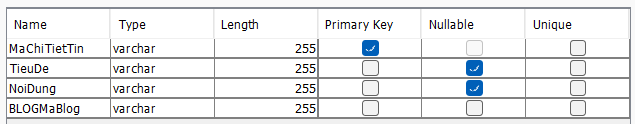 Name Type Length Primary Key Nullable Unique
MaChiTietTin varchar 255
TieuDe varchar 255
NoiDung varchar 255
BLOGMaBlog varchar 255